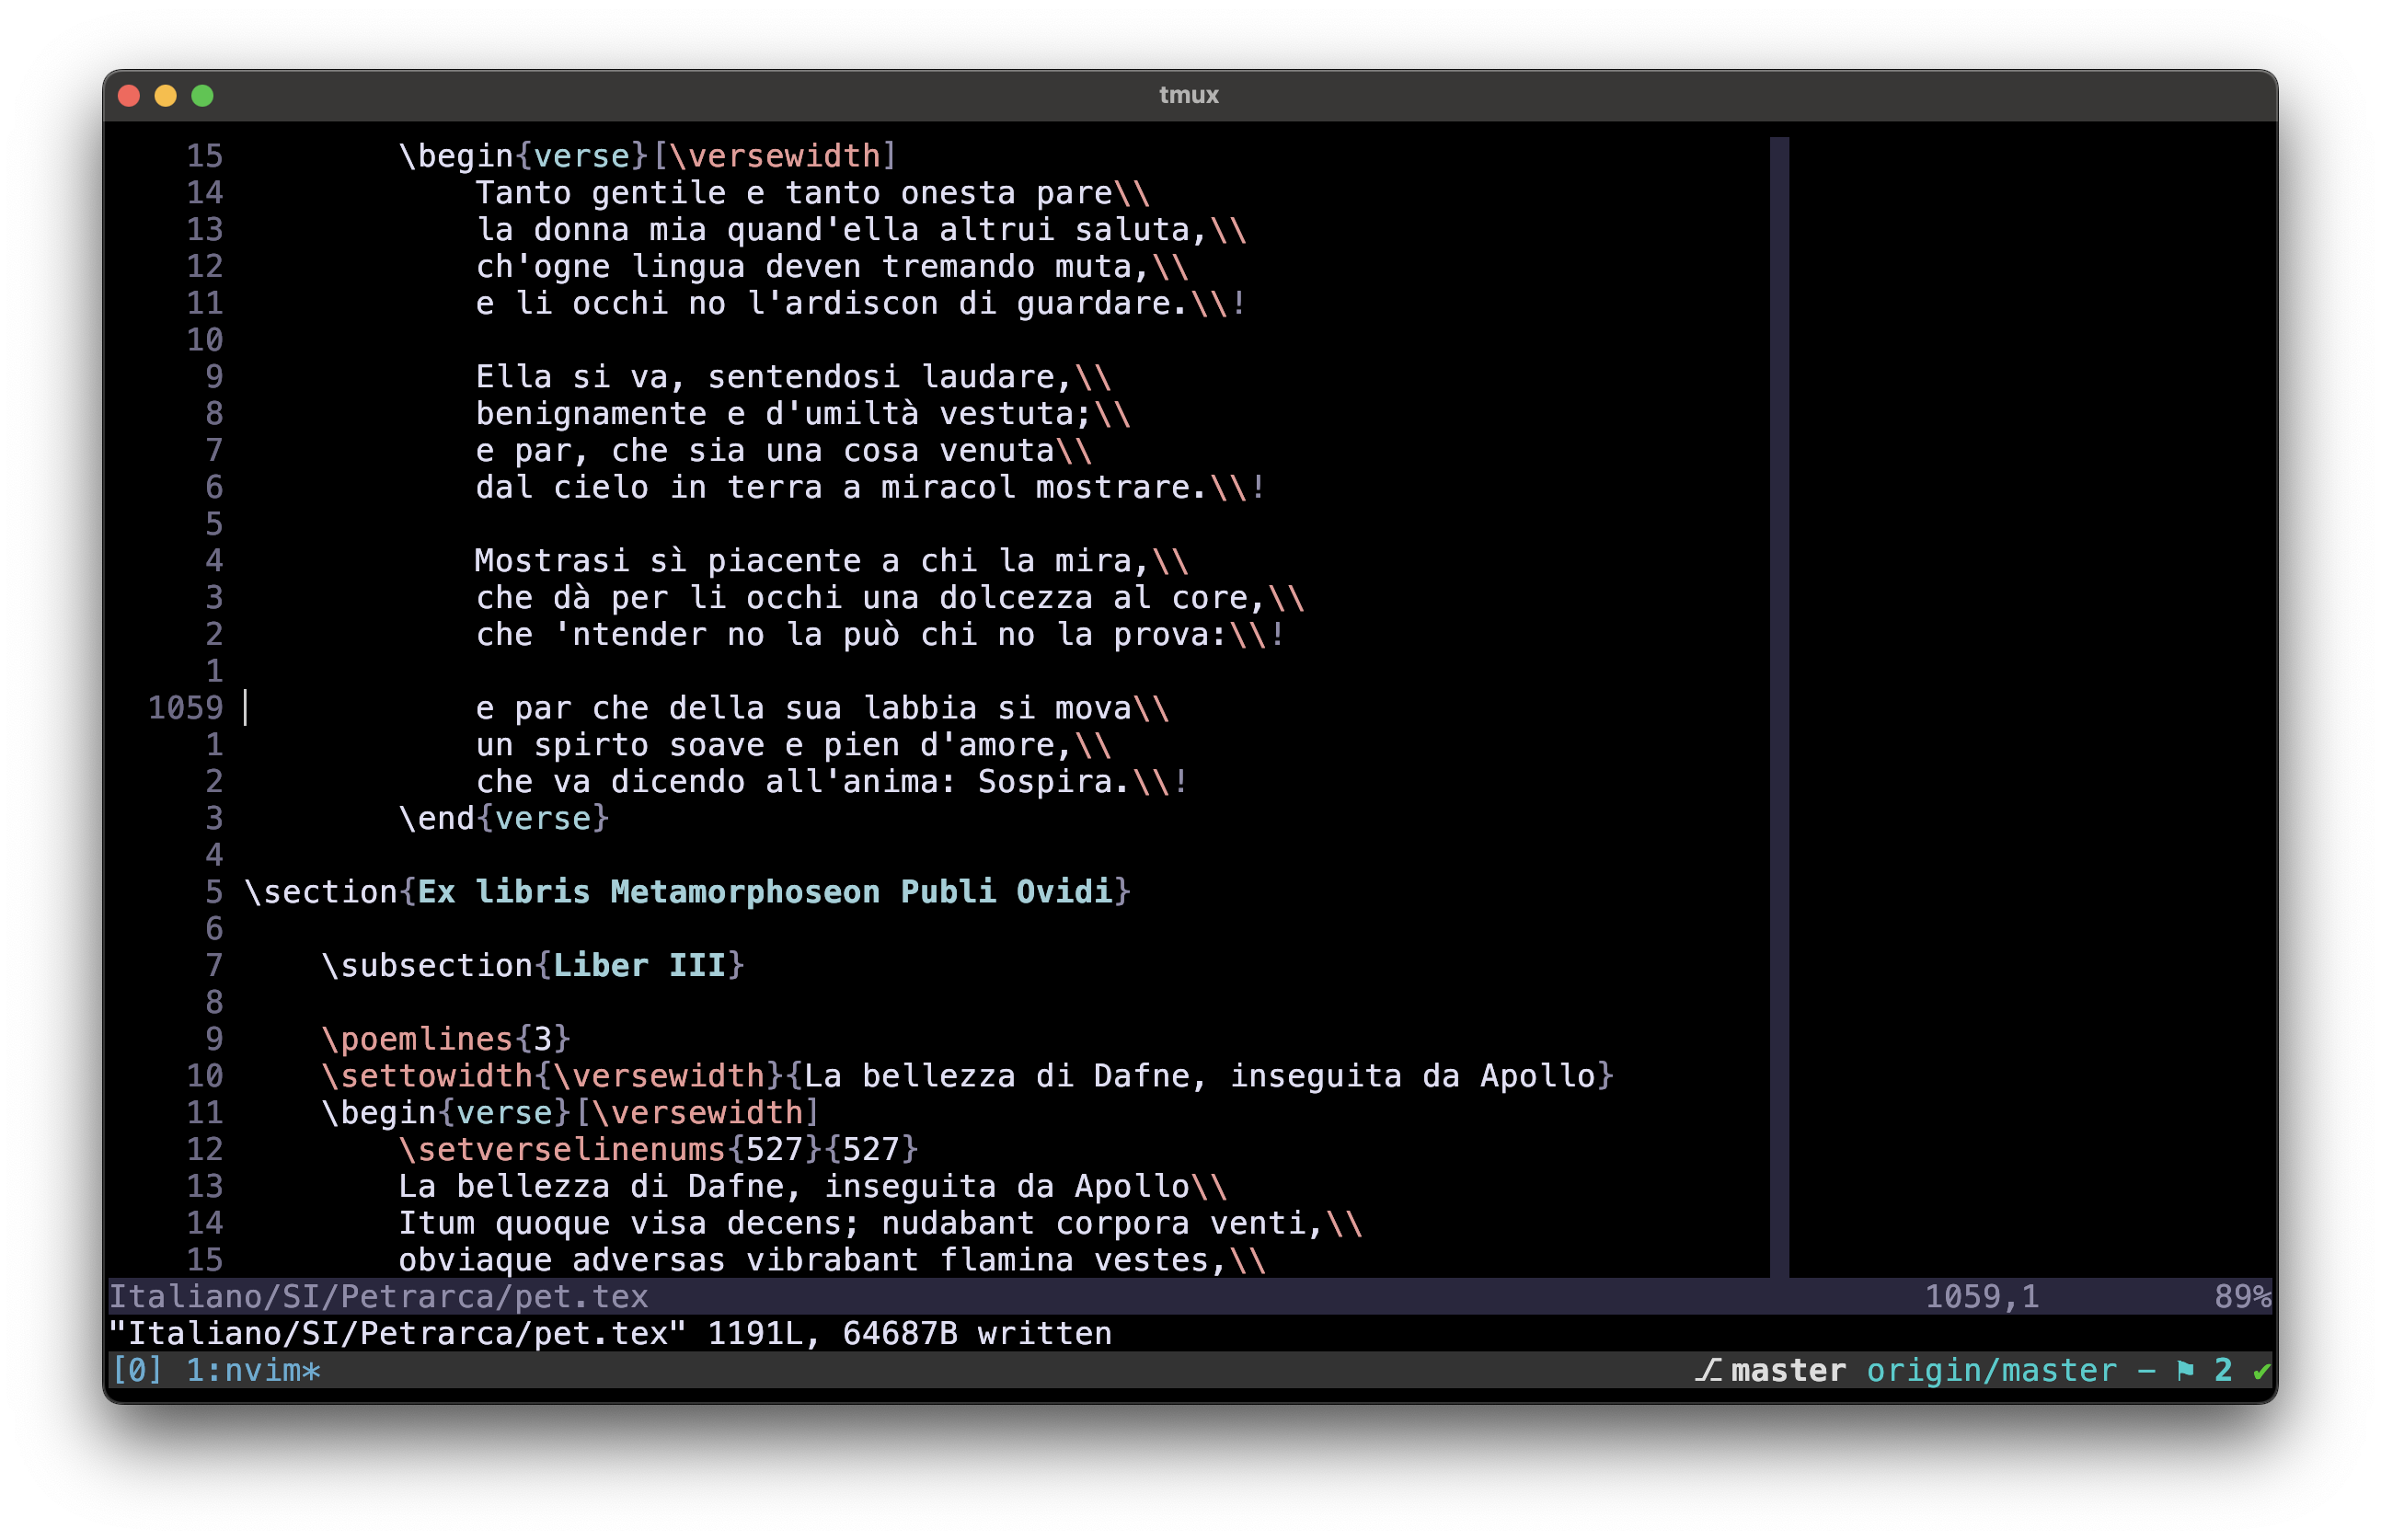 tmux
15 \begin{verse}[\versewidth]
14 Tanto gentile e tanto onesta pare\\
13 la donna mia quand'ella altrui saluta,\\
12 ch'ogne lingua deven tremando muta,\\
11 e li occhi no l'ardiscon di guardare.\\!
10
9 Ella si va, sentendosi laudare,\\
8 benignamente e d'umiltà vestuta;\\
7 e par, che sia una cosa venuta\\
6 dal cielo in terra a miracol mostrare.\\!
5
4 Mostrasi sì piacente a chi la mira,\\
3 che dà per li occhi una dolcezza al core,\\
2 che 'ntender no la può chi no la prova:\\!
1
1059 e par che della sua labbia si mova\\
1 un spirto soave e pien d'amore,\\
2 che va dicendo all'anima: Sospira.\\!
3 \end{verse}
4
5 \section{Ex libris Metamorphoseon Publi Ovidi}
6
7 \subsection{Liber III}
8
9 \poemlines{3}
10 \settowidth{\versewidth}{La bellezza di Dafne, inseguita da Apollo}
11 \begin{verse}[\versewidth]
12 \setverselinenums{527}{527}
13 La bellezza di Dafne, inseguita da Apollo\\
14 Itum quoque visa decens; nudabant corpora venti,\\
15 obviaque adversas vibrabant flamina vestes,\\
Italiano/SI/Petrarca/pet.tex 1059,1 89%
"Italiano/SI/Petrarca/pet.tex" 1191L, 64687B written
[0] 1:nvim* ⎇ master origin/master - ⚑ 2 ✔